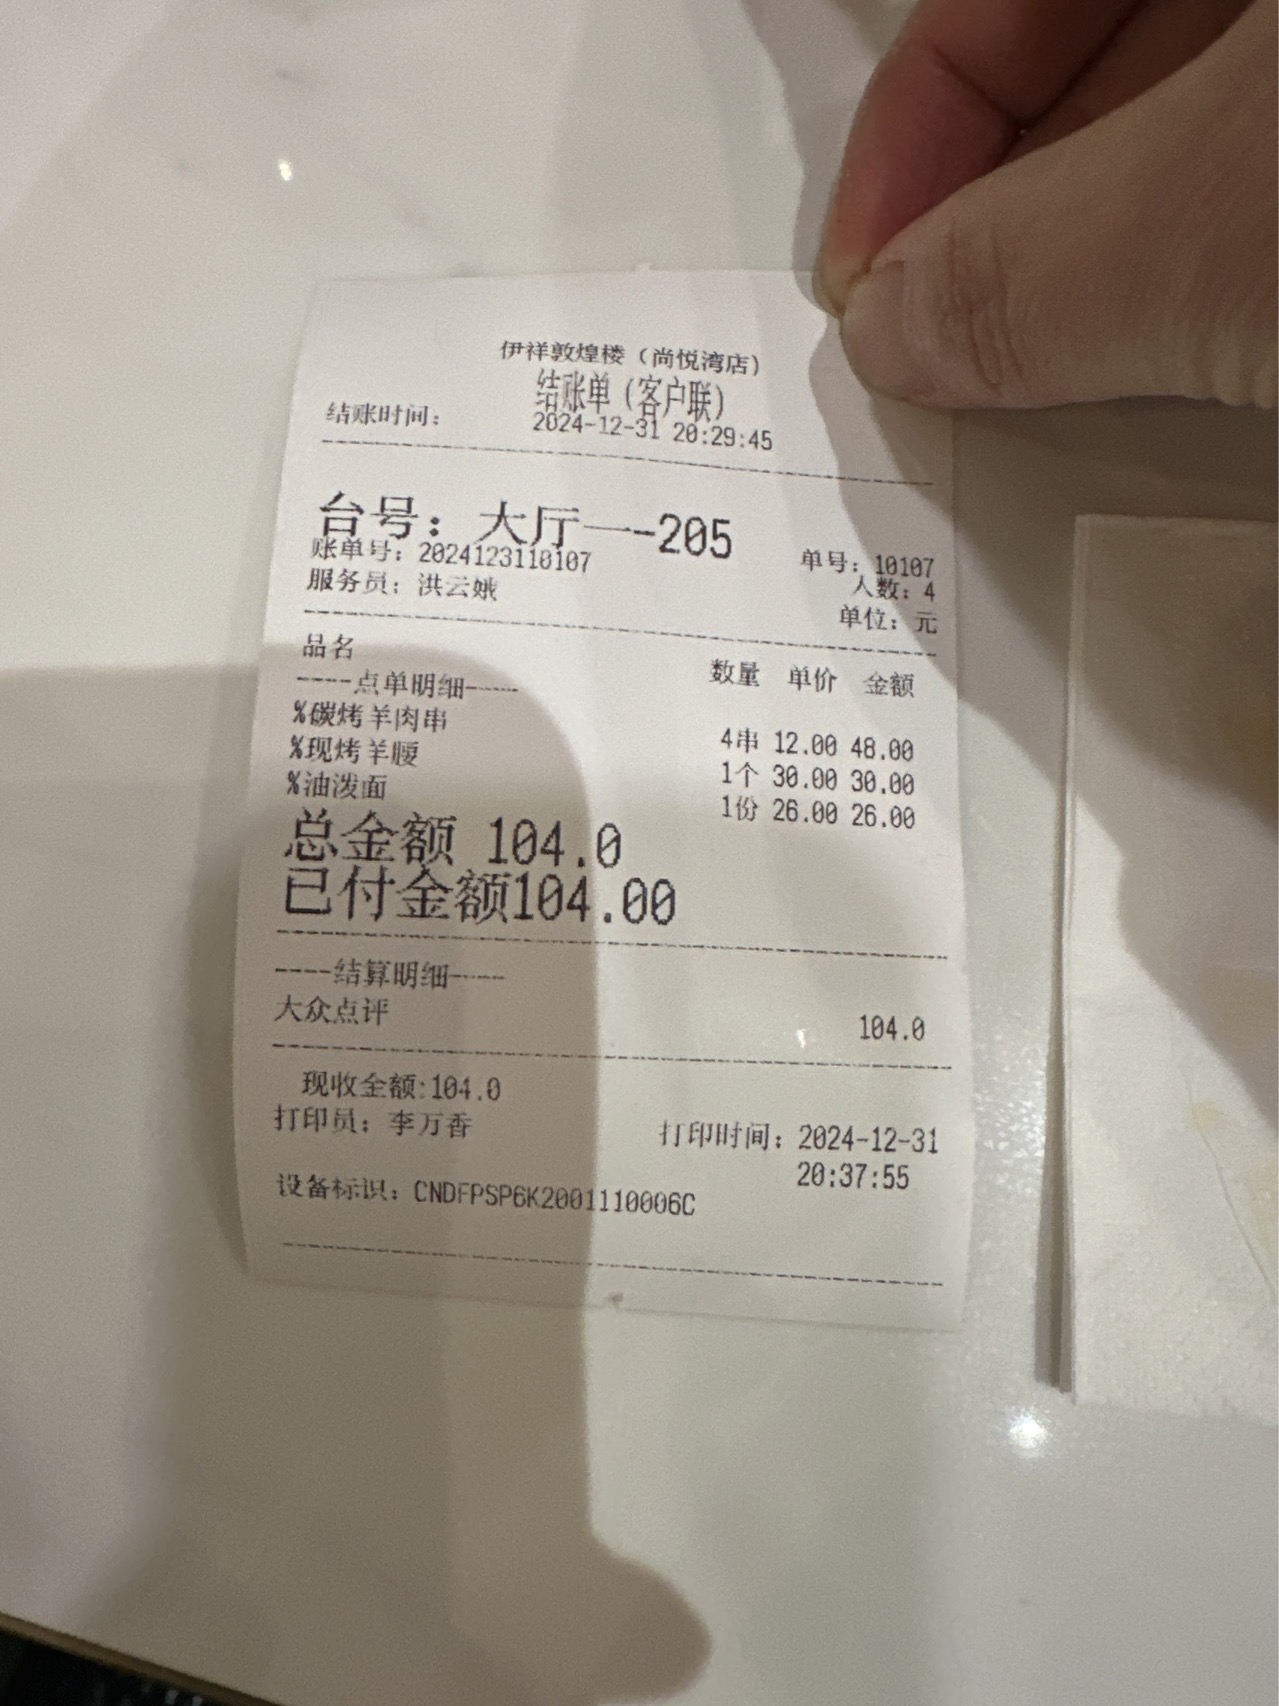 伊祥敦煌楼（尚悦湾店）
结账单（客户联）
结账时间： 2024-12-31 20:29:45
台号：大厅一-205
账单号：2024123110107 单号：10107
服务员：洪云娥 人数：4
单位：元
品名 数量 单价 金额
----点单明细----
%碳烤羊肉串 4串 12.00 48.00
%现烤羊腰 1个 30.00 30.00
%油泼面 1份 26.00 26.00
总金额 104.0
已付金额104.00
----结算明细----
大众点评 104.0
现收金额:104.0
打印员：李万香 打印时间：2024-12-31
20:37:55
设备标识：CNDFPSP6K2001110006C